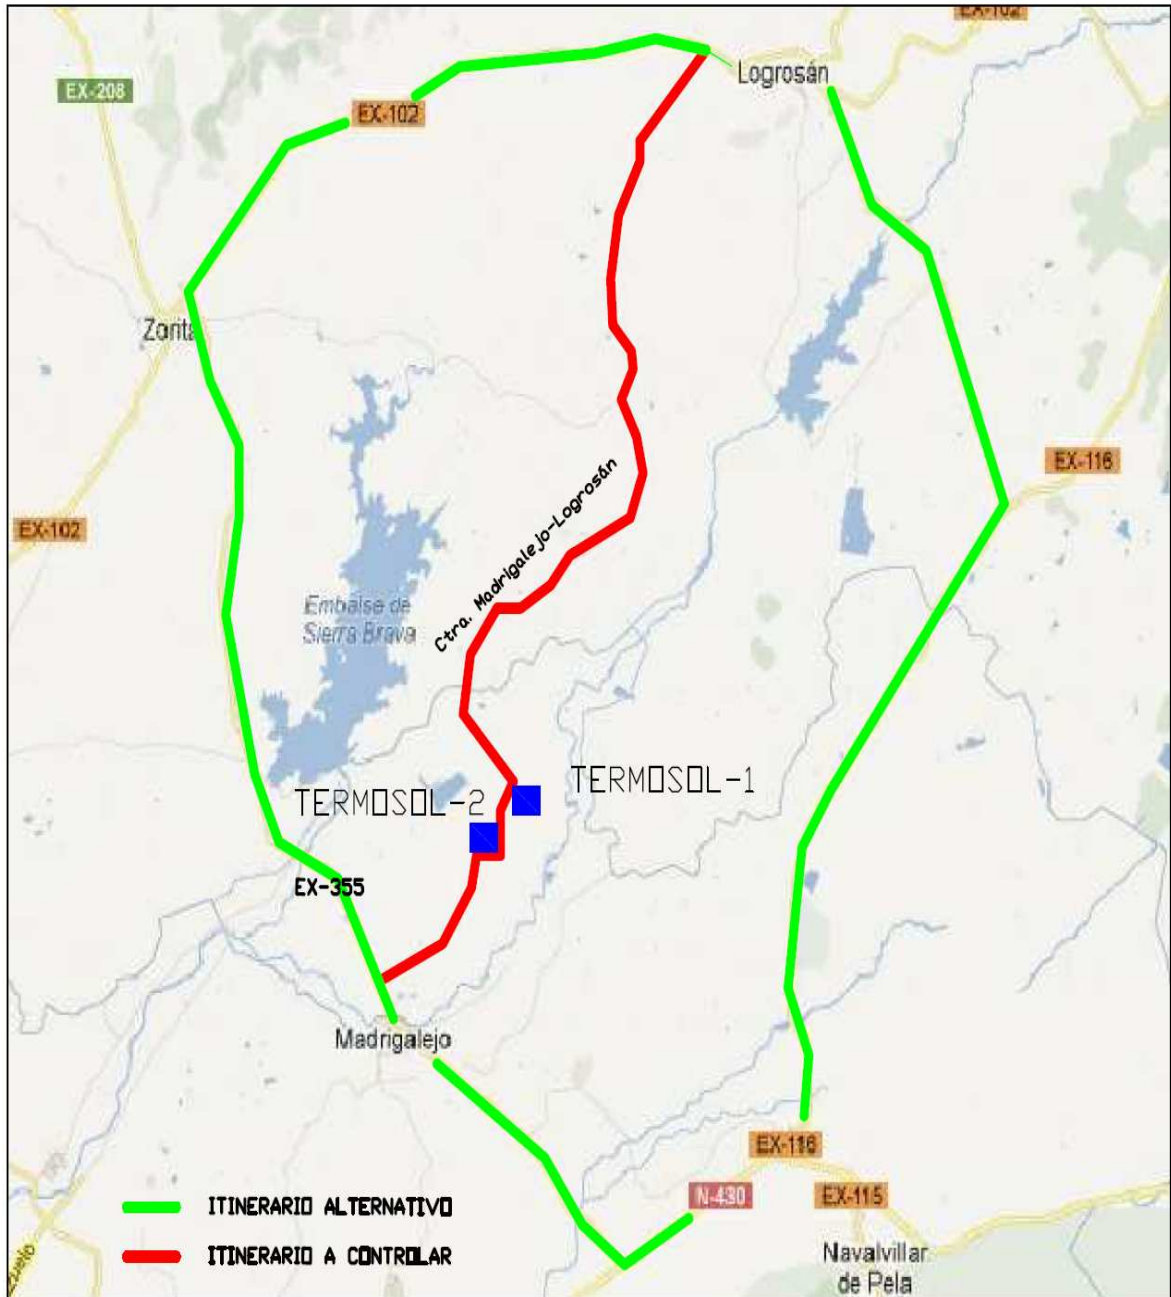 EX-102
Logrosán
EX-208
EX-102
Zorita
EX-116
EX-102
Ctra. Madrigalejo-Logrosán
Embalse de
Sierra Brava
TERMOSOL-1
TERMOSOL-2
EX-355
Madrigalejo
EX-116
N-430
EX-115
ITINERARIO ALTERNATIVO
ITINERARIO A CONTROLAR
Navalvillar
de Pela